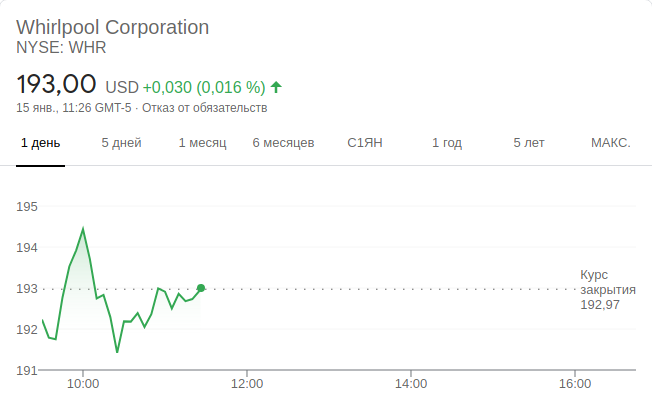 Whirlpool Corporation
NYSE: WHR
193,00 USD +0,030 (0,016 %)
15 янв., 11:26 GMT-5 · Отказ от обязательств
1 день 5 дней 1 месяц 6 месяцев С1ЯН 1 год 5 лет МАКС.
195
194
193
192
191
Курс
закрытия
192,97
10:00 12:00 14:00 16:00